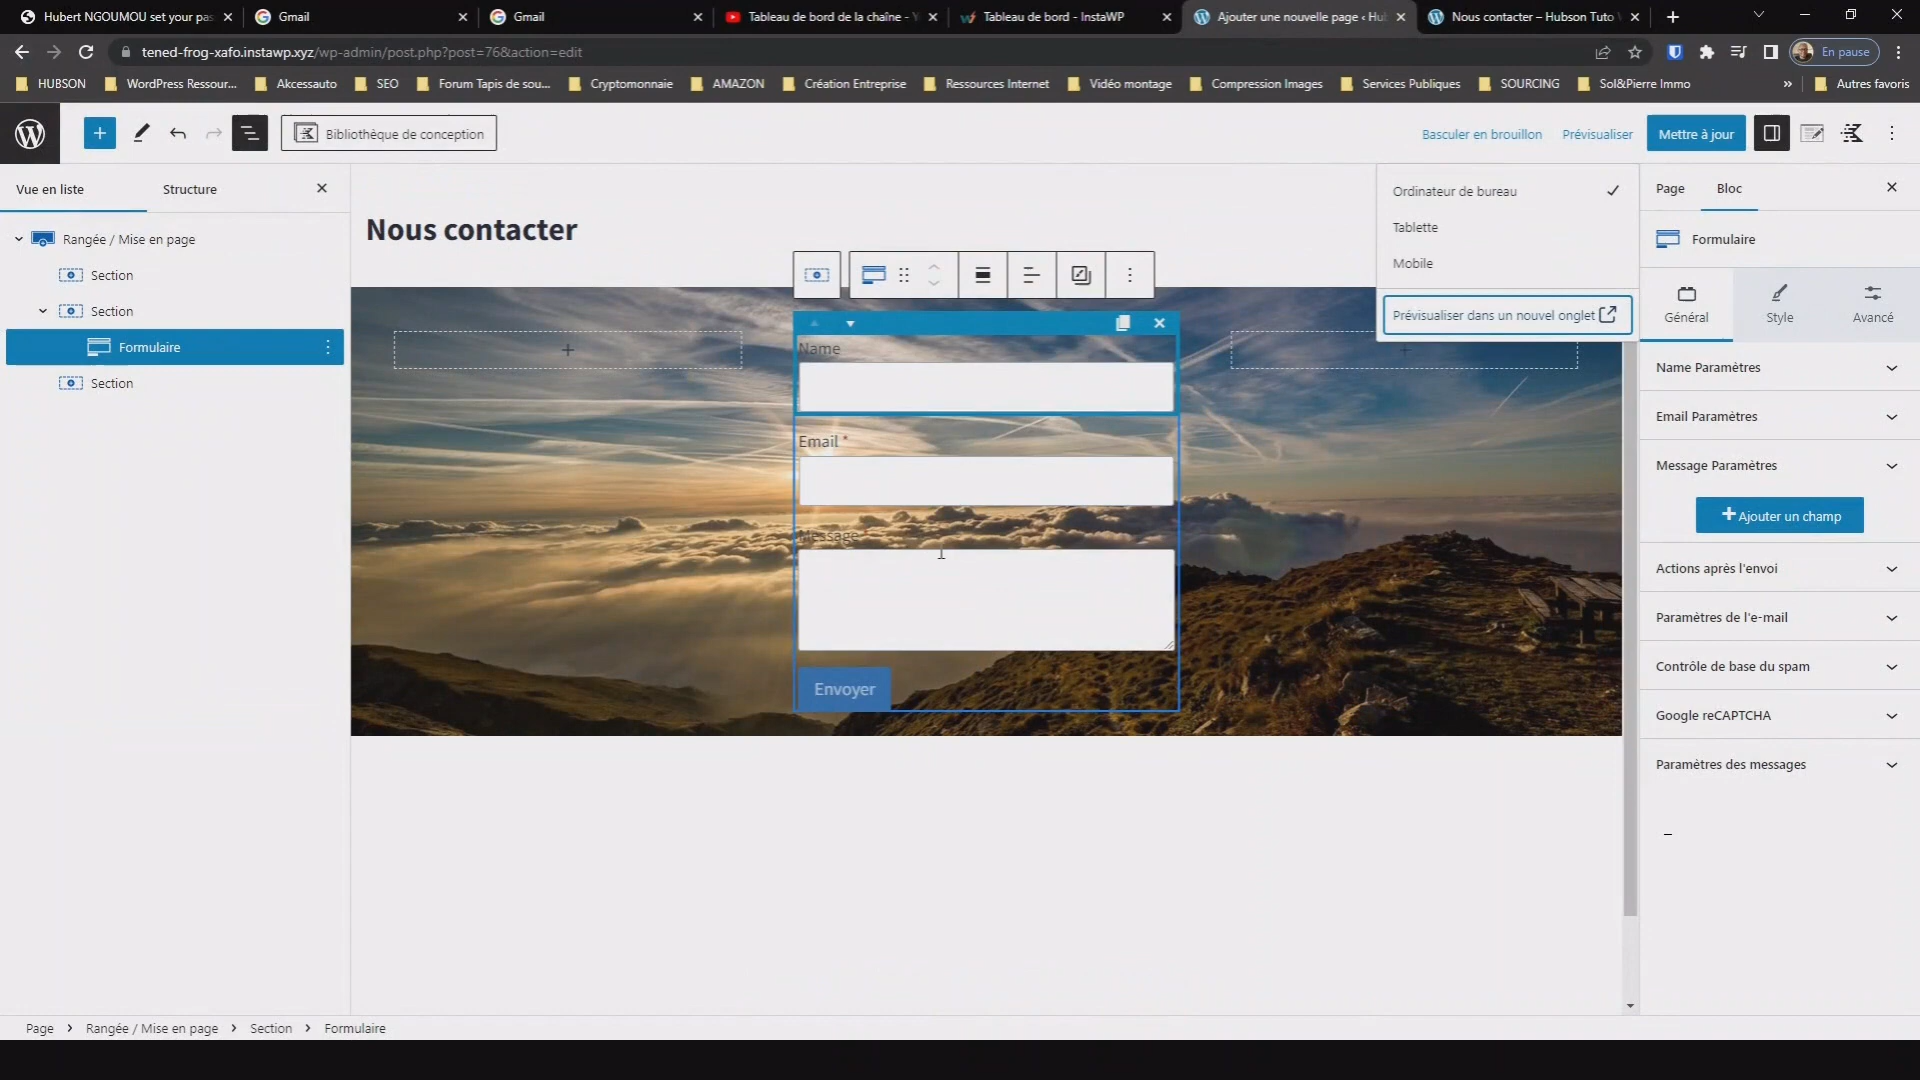 Hubert NGOUMOU set your pas
Gmail
Gmail
Tableau de bord de la chaîne - Y
Tableau de bord - InstaWP
Ajouter une nouvelle page ‹ Hub
Nous contacter – Hubson Tuto
tened-frog-xafo.instawp.xyz/wp-admin/post.php?post=76&action=edit
En pause
HUBSON
WordPress Ressour...
Akcessauto
SEO
Forum Tapis de sou...
Cryptomonnaie
AMAZON
Création Entreprise
Ressources Internet
Vidéo montage
Compression Images
Services Publiques
SOURCING
Sol&Pierre Immo
»
Autres favoris
Bibliothèque de conception
Basculer en brouillon
Prévisualiser
Mettre à jour
Vue en liste
Structure
Ordinateur de bureau
Tablette
Mobile
Prévisualiser dans un nouvel onglet
Page
Bloc
Rangée / Mise en page
Section
Section
Formulaire
Section
Nous contacter
Name
Email *
Message
Envoyer
Formulaire
Général
Style
Avancé
Name Paramètres
Email Paramètres
Message Paramètres
+ Ajouter un champ
Actions après l'envoi
Paramètres de l'e-mail
Contrôle de base du spam
Google reCAPTCHA
Paramètres des messages
Page > Rangée / Mise en page > Section > Formulaire